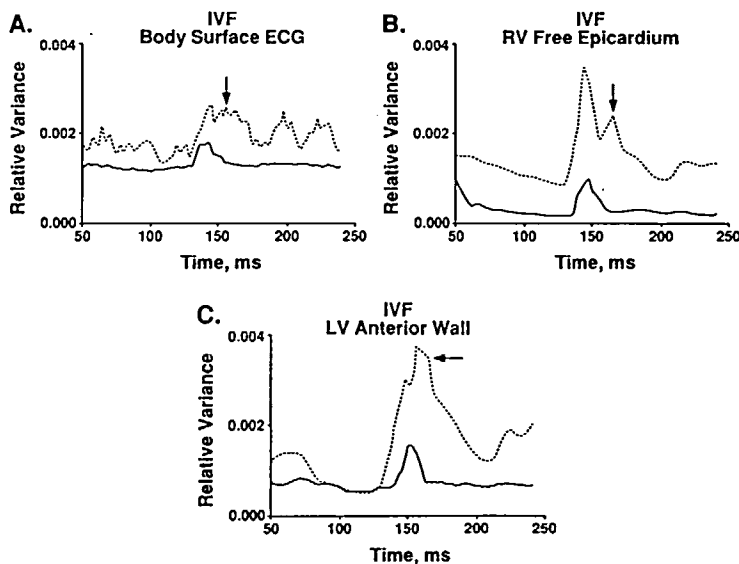 A.
IVF
Body Surface ECG
Relative Variance
0.004
0.002
0.000
50 100 150 200 250
Time, ms
B.
IVF
RV Free Epicardium
Relative Variance
0.004
0.002
0.000
50 100 150 200 250
Time, ms
C.
IVF
LV Anterior Wall
Relative Variance
0.004
0.002
0.000
50 100 150 200 250
Time, ms